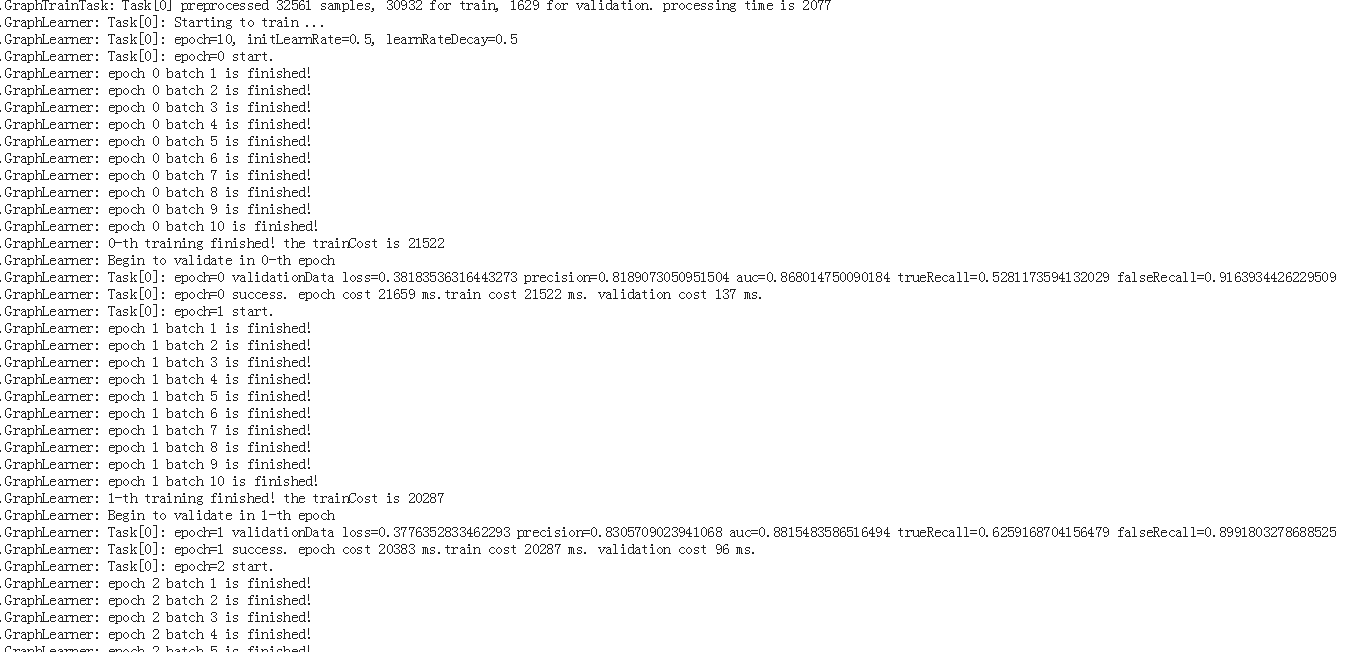 .GraphTrainTask: Task[0] preprocessed 32561 samples, 30932 for train, 1629 for validation. processing time is 2077
.GraphLearner: Task[0]: Starting to train ...
.GraphLearner: Task[0]: epoch=10, initLearnRate=0.5, learnRateDecay=0.5
.GraphLearner: Task[0]: epoch=0 start.
.GraphLearner: epoch 0 batch 1 is finished!
.GraphLearner: epoch 0 batch 2 is finished!
.GraphLearner: epoch 0 batch 3 is finished!
.GraphLearner: epoch 0 batch 4 is finished!
.GraphLearner: epoch 0 batch 5 is finished!
.GraphLearner: epoch 0 batch 6 is finished!
.GraphLearner: epoch 0 batch 7 is finished!
.GraphLearner: epoch 0 batch 8 is finished!
.GraphLearner: epoch 0 batch 9 is finished!
.GraphLearner: epoch 0 batch 10 is finished!
.GraphLearner: 0-th training finished! the trainCost is 21522
.GraphLearner: Begin to validate in 0-th epoch
.GraphLearner: Task[0]: epoch=0 validationData loss=0.38183536316443273 precision=0.8189073050951504 auc=0.868014750090184 trueRecall=0.5281173594132029 falseRecall=0.9163934426229509
.GraphLearner: Task[0]: epoch=0 success. epoch cost 21659 ms.train cost 21522 ms. validation cost 137 ms.
.GraphLearner: Task[0]: epoch=1 start.
.GraphLearner: epoch 1 batch 1 is finished!
.GraphLearner: epoch 1 batch 2 is finished!
.GraphLearner: epoch 1 batch 3 is finished!
.GraphLearner: epoch 1 batch 4 is finished!
.GraphLearner: epoch 1 batch 5 is finished!
.GraphLearner: epoch 1 batch 6 is finished!
.GraphLearner: epoch 1 batch 7 is finished!
.GraphLearner: epoch 1 batch 8 is finished!
.GraphLearner: epoch 1 batch 9 is finished!
.GraphLearner: epoch 1 batch 10 is finished!
.GraphLearner: 1-th training finished! the trainCost is 20287
.GraphLearner: Begin to validate in 1-th epoch
.GraphLearner: Task[0]: epoch=1 validationData loss=0.3776352833462293 precision=0.8305709023941068 auc=0.8815483586516494 trueRecall=0.6259168704156479 falseRecall=0.8991803278688525
.GraphLearner: Task[0]: epoch=1 success. epoch cost 20383 ms.train cost 20287 ms. validation cost 96 ms.
.GraphLearner: Task[0]: epoch=2 start.
.GraphLearner: epoch 2 batch 1 is finished!
.GraphLearner: epoch 2 batch 2 is finished!
.GraphLearner: epoch 2 batch 3 is finished!
.GraphLearner: epoch 2 batch 4 is finished!
.GraphLearner: epoch 2 batch 5 is finished!